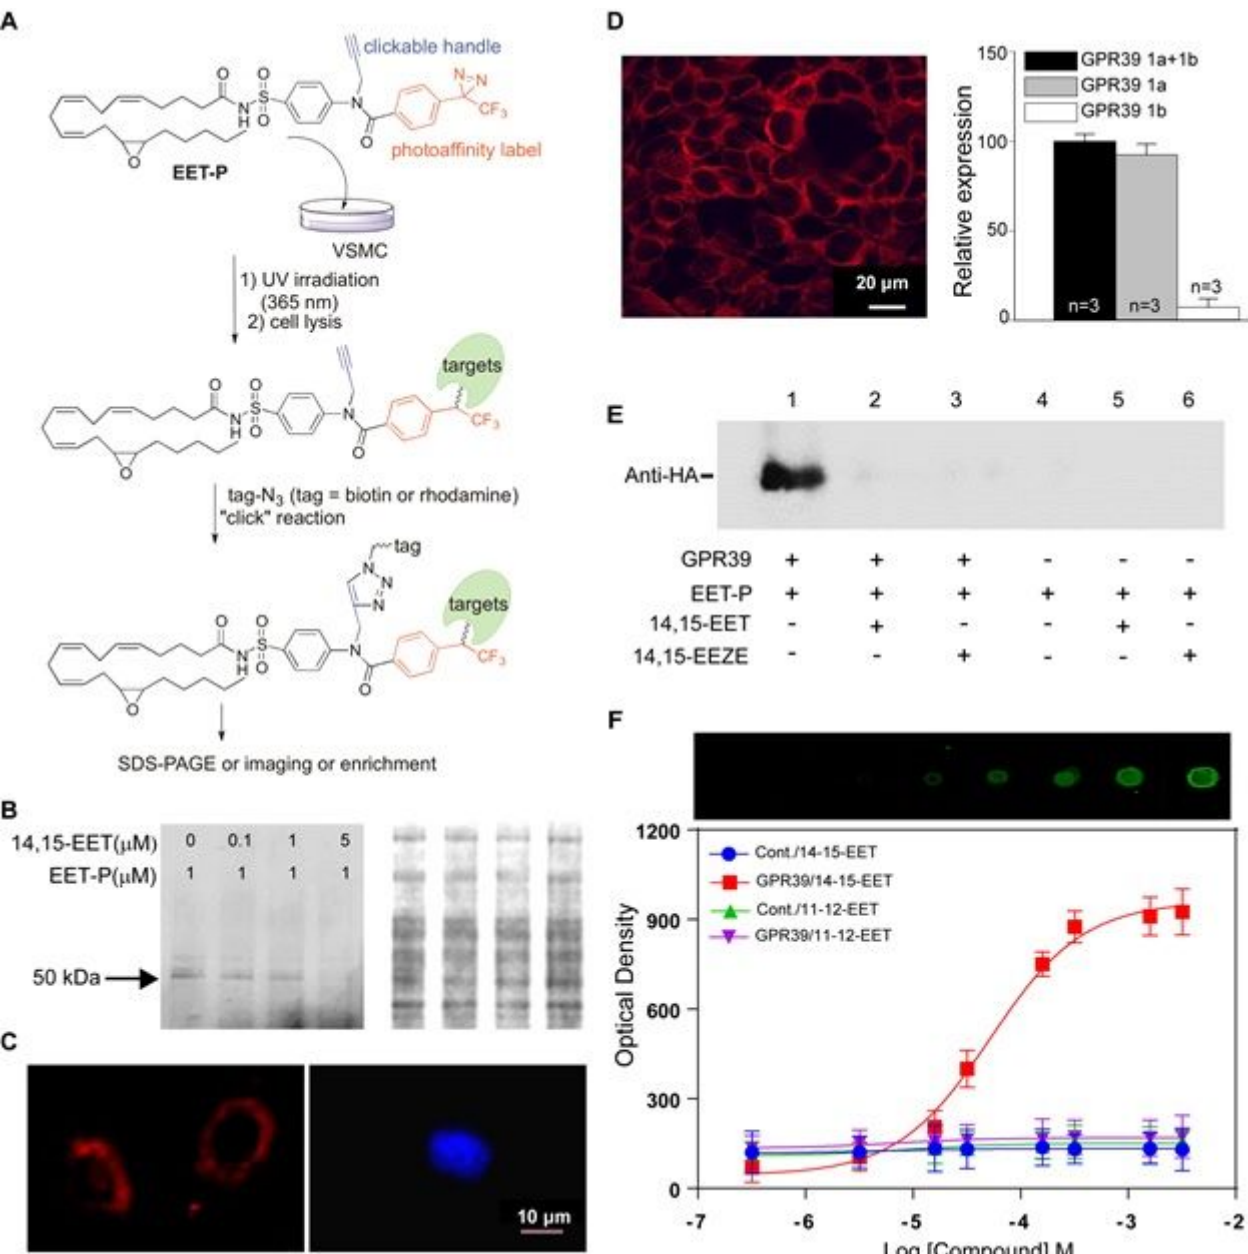 A
clickable handle
N=N
CF3
O
O
S
O
N
H
N
O
photoaffinity label
O
EET-P
VSMC
1) UV irradiation
(365 nm)
2) cell lysis
targets
O
O
S
O
N
H
N
O
CF3
O
tag-N3 (tag = biotin or rhodamine)
"click" reaction
tag
N
N
N
targets
O
O
S
O
N
H
N
O
CF3
O
SDS-PAGE or imaging or enrichment
B
14,15-EET(µM) 0 0.1 1 5
EET-P(µM) 1 1 1 1
50 kDa
C
10 µm
D
20 µm
150
100
50
0
Relative expression
GPR39 1a+1b
GPR39 1a
GPR39 1b
n=3
n=3
n=3
E
1 2 3 4 5 6
Anti-HA
GPR39 + + + - - -
EET-P + + + + + +
14,15-EET - + - - + -
14,15-EEZE - - + - - +
F
1200
900
600
300
0
Optical Density
Cont./14-15-EET
GPR39/14-15-EET
Cont./11-12-EET
GPR39/11-12-EET
-7 -6 -5 -4 -3 -2
Log [Compound] M